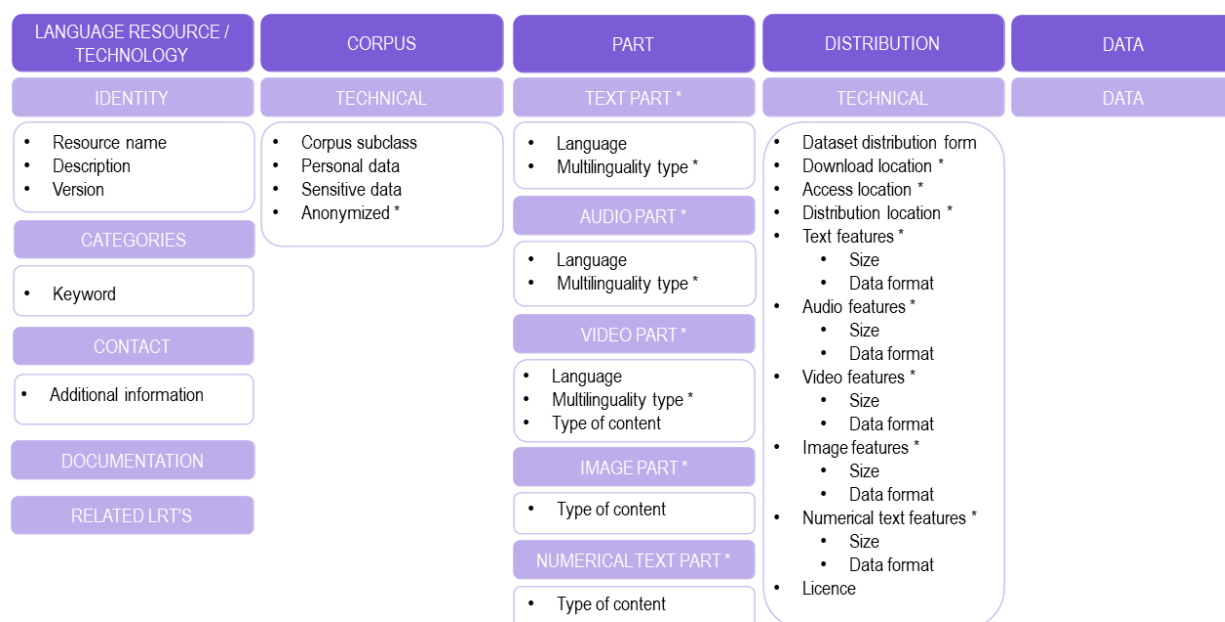 LANGUAGE RESOURCE /
TECHNOLOGY
IDENTITY
Resource name
Description
Version
CATEGORIES
Keyword
CONTACT
Additional information
DOCUMENTATION
RELATED LRT'S
CORPUS
TECHNICAL
Corpus subclass
Personal data
Sensitive data
Anonymized *
PART
TEXT PART *
Language
Multilinguality type *
AUDIO PART *
Language
Multilinguality type *
VIDEO PART *
Language
Multilinguality type *
Type of content
IMAGE PART *
Type of content
NUMERICAL TEXT PART *
Type of content
DISTRIBUTION
TECHNICAL
Dataset distribution form
Download location *
Access location *
Distribution location *
Text features *
Size
Data format
Audio features *
Size
Data format
Video features *
Size
Data format
Image features *
Size
Data format
Numerical text features *
Size
Data format
Licence
DATA
DATA